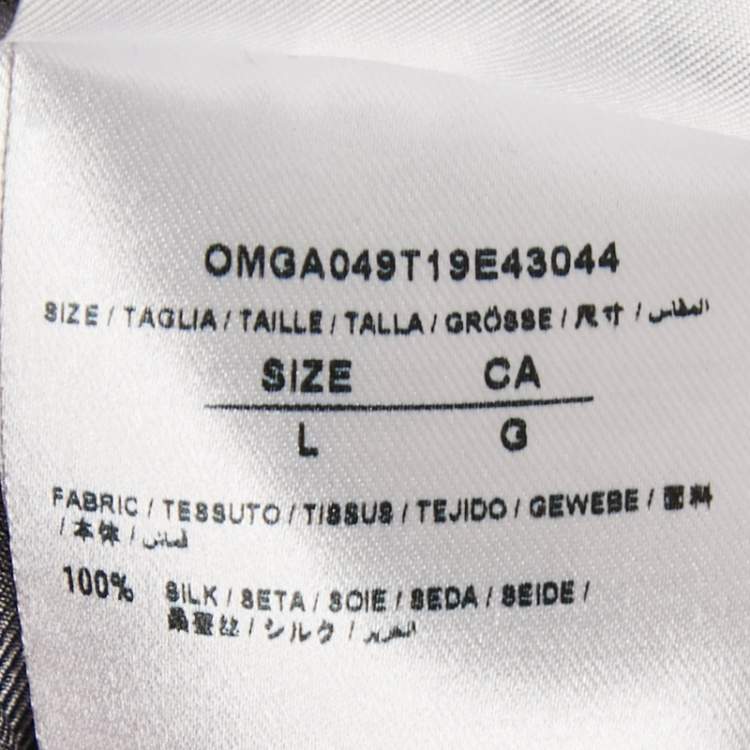 OMGA049T19E43044
SIZE / TAGLIA / TAILLE / TALLA / GRÖSSE / 尺寸 / المقاس
SIZE CA
L G
FABRIC / TESSUTO / TISSUS / TEJIDO / GEWEBE / 面料
/ 本体 / قماش
100% SILK / SETA / SOIE / SEDA / SEIDE /
桑蚕丝 / シルク / الحرير